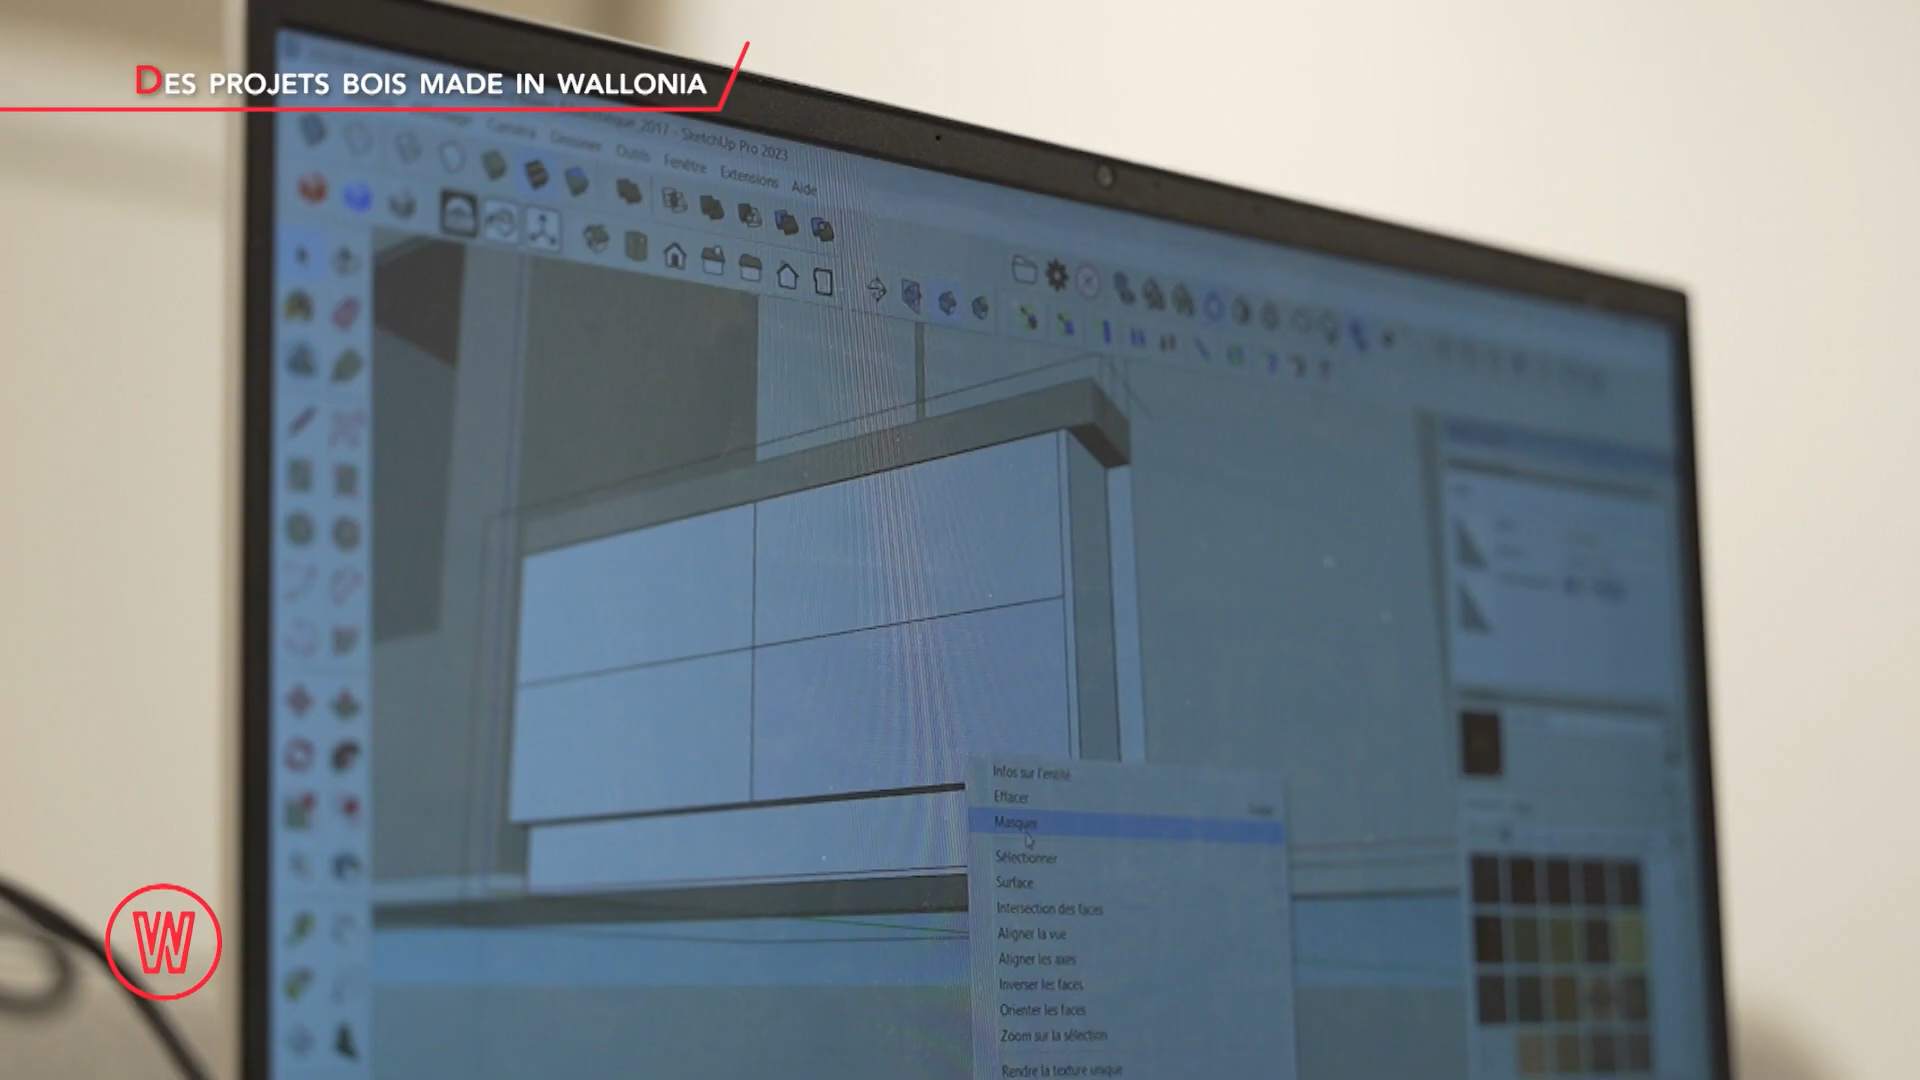 DES PROJETS BOIS MADE IN WALLONIA
2017 - SketchUp Pro 2023
Caméra Dessiner Outils Fenêtre Extensions Aide
Infos sur l'entité
Effacer
Masquer
Sélectionner
Surface
Intersection des faces
Aligner la vue
Aligner les axes
Inverser les faces
Orienter les faces
Zoom sur la sélection
Rendre la texture unique
W